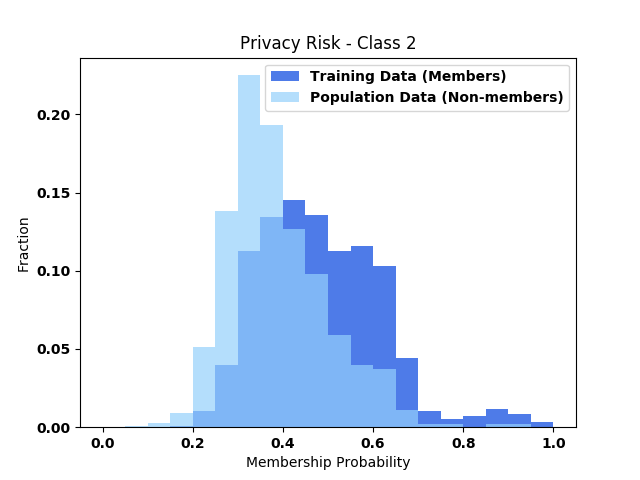 Privacy Risk - Class 2
Training Data (Members)
Population Data (Non-members)
0.20
0.15
0.10
0.05
0.00
Fraction
0.0 0.2 0.4 0.6 0.8 1.0
Membership Probability